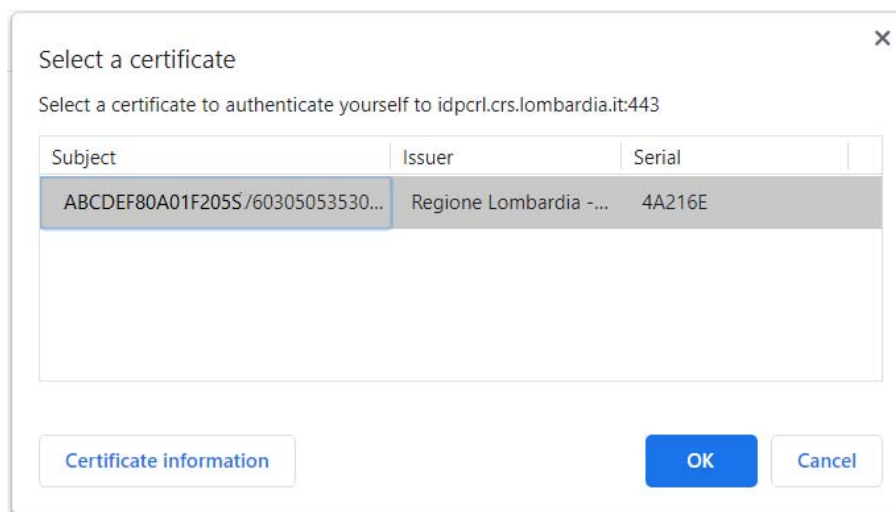 Select a certificate
Select a certificate to authenticate yourself to idpcrl.crs.lombardia.it:443
Subject Issuer Serial
ABCDEF80A01F205S/60305053530... Regione Lombardia -... 4A216E
Certificate information OK Cancel